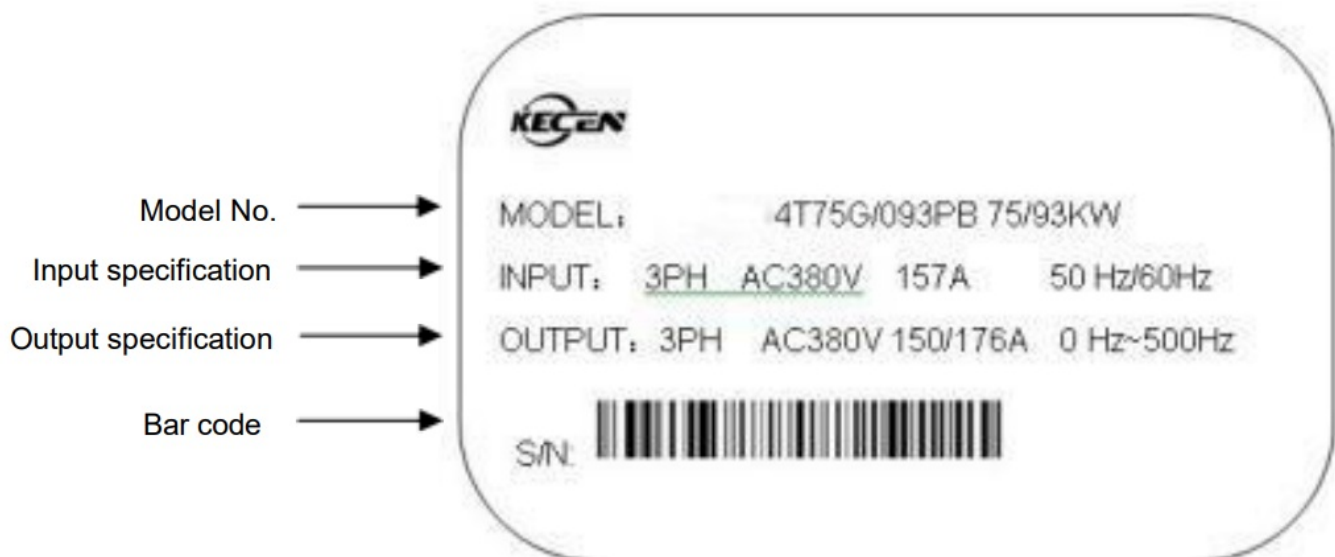 KECEN
Model No.
MODEL: 4T75G/093PB 75/93KW
Input specification
INPUT: 3PH AC380V 157A 50 Hz/60Hz
Output specification
OUTPUT: 3PH AC380V 150/176A 0 Hz~500Hz
Bar code
S/N: